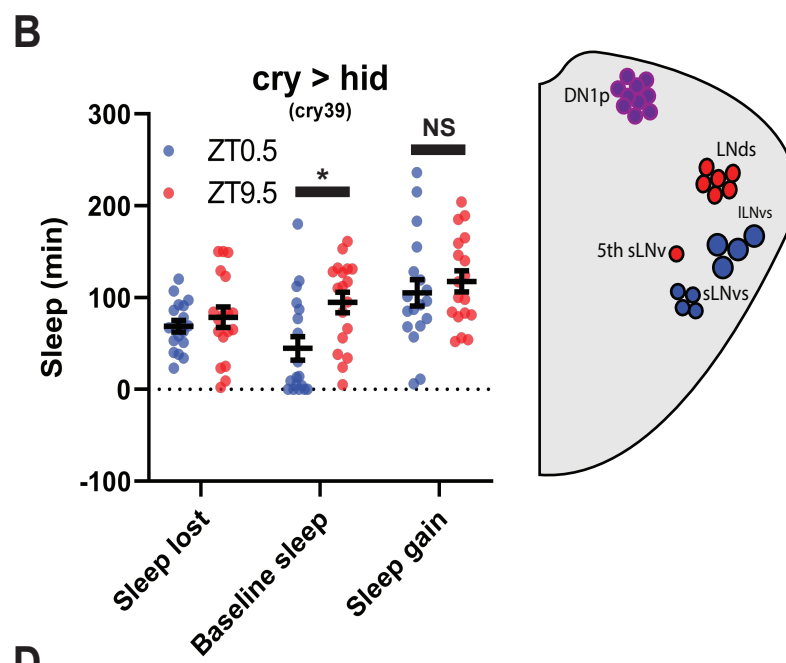 B
cry > hid
(cry39)
300
200
100
0
-100
Sleep (min)
ZT0.5
ZT9.5
*
NS
Sleep lost
Baseline sleep
Sleep gain
DN1p
LNds
lLNvs
5th sLNv
sLNvs
D